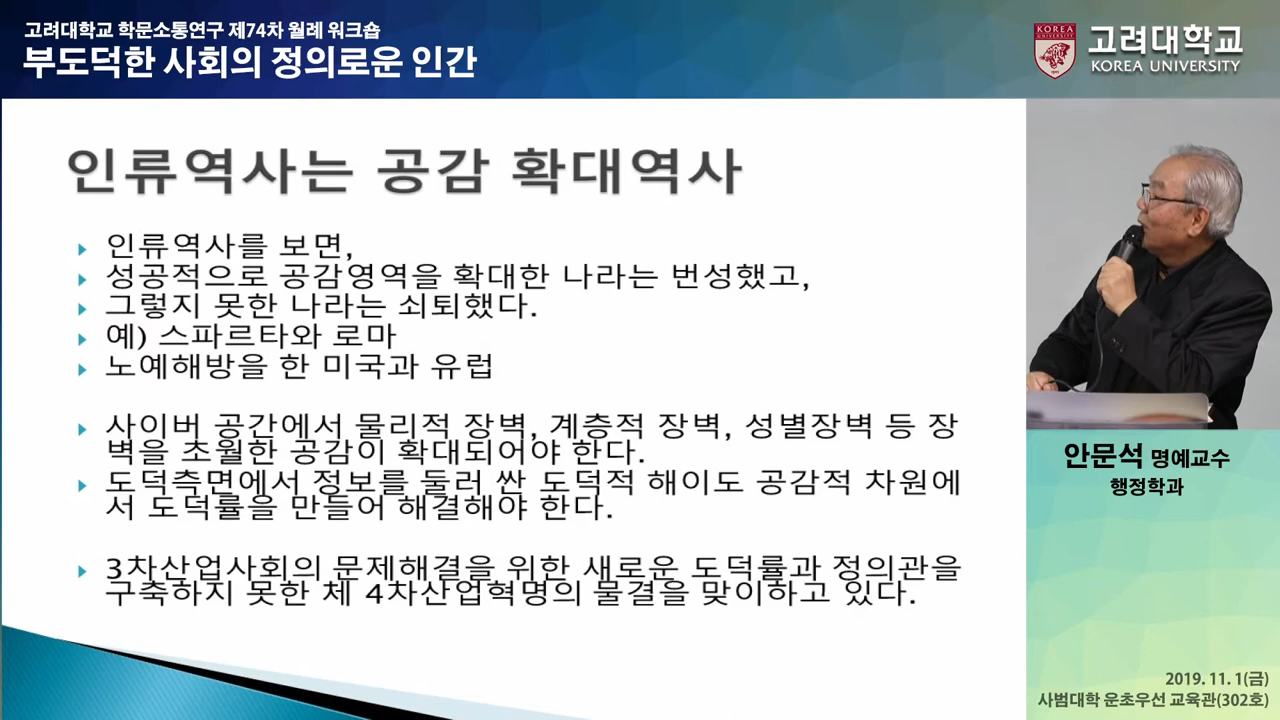 고려대학교 학문소통연구 제74차 월례 워크숍
부도덕한 사회의 정의로운 인간
KOREA
UNIVERSITY
고려대학교
KOREA UNIVERSITY
인류역사는 공감 확대역사
인류역사를 보면,
성공적으로 공감영역을 확대한 나라는 번성했고,
그렇지 못한 나라는 쇠퇴했다.
예) 스파르타와 로마
노예해방을 한 미국과 유럽
사이버 공간에서 물리적 장벽, 계층적 장벽, 성별장벽 등 장
벽을 초월한 공감이 확대되어야 한다.
도덕측면에서 정보를 둘러 싼 도덕적 해이도 공감적 차원에
서 도덕률을 만들어 해결해야 한다.
3차산업사회의 문제해결을 위한 새로운 도덕률과 정의관을
구축하지 못한 체 4차산업혁명의 물결을 맞이하고 있다.
안문석 명예교수
행정학과
2019. 11. 1(금)
사범대학 운초우선 교육관(302호)